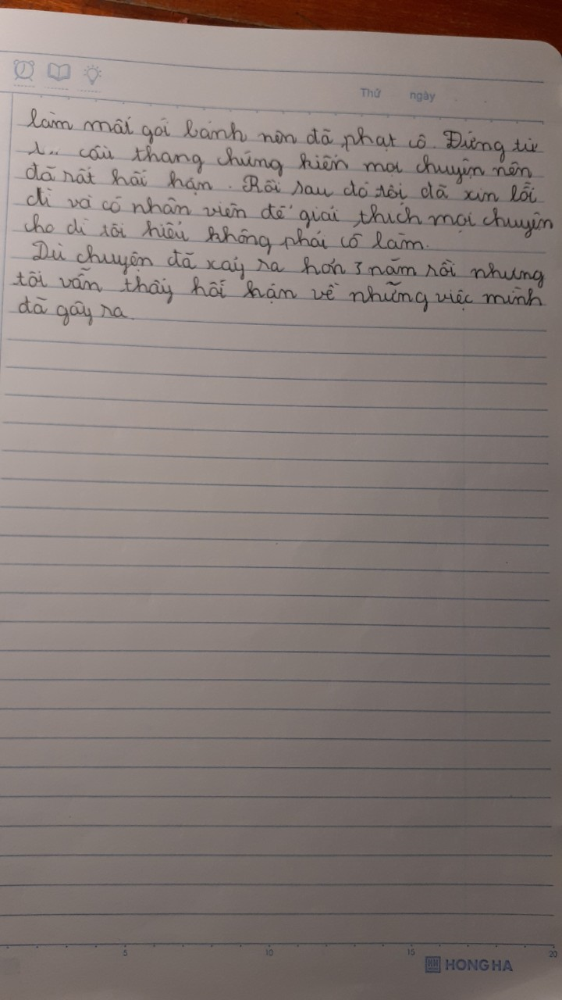 Thứ ngày
làm mất gói bánh nên đã phạt cô. Đứng từ
cầu thang chứng kiến mọi chuyện nên
đã rất hối hận. Rồi sau đó tôi đã xin lỗi
dì và cô nhân viên để giải thích mọi chuyện
cho dì tôi hiểu không phải cô làm.
Dù chuyện đã xảy ra hơn 3 năm rồi nhưng
tôi vẫn thấy hối hận về những việc mình
đã gây ra.
5 10 15 20
HONG HA